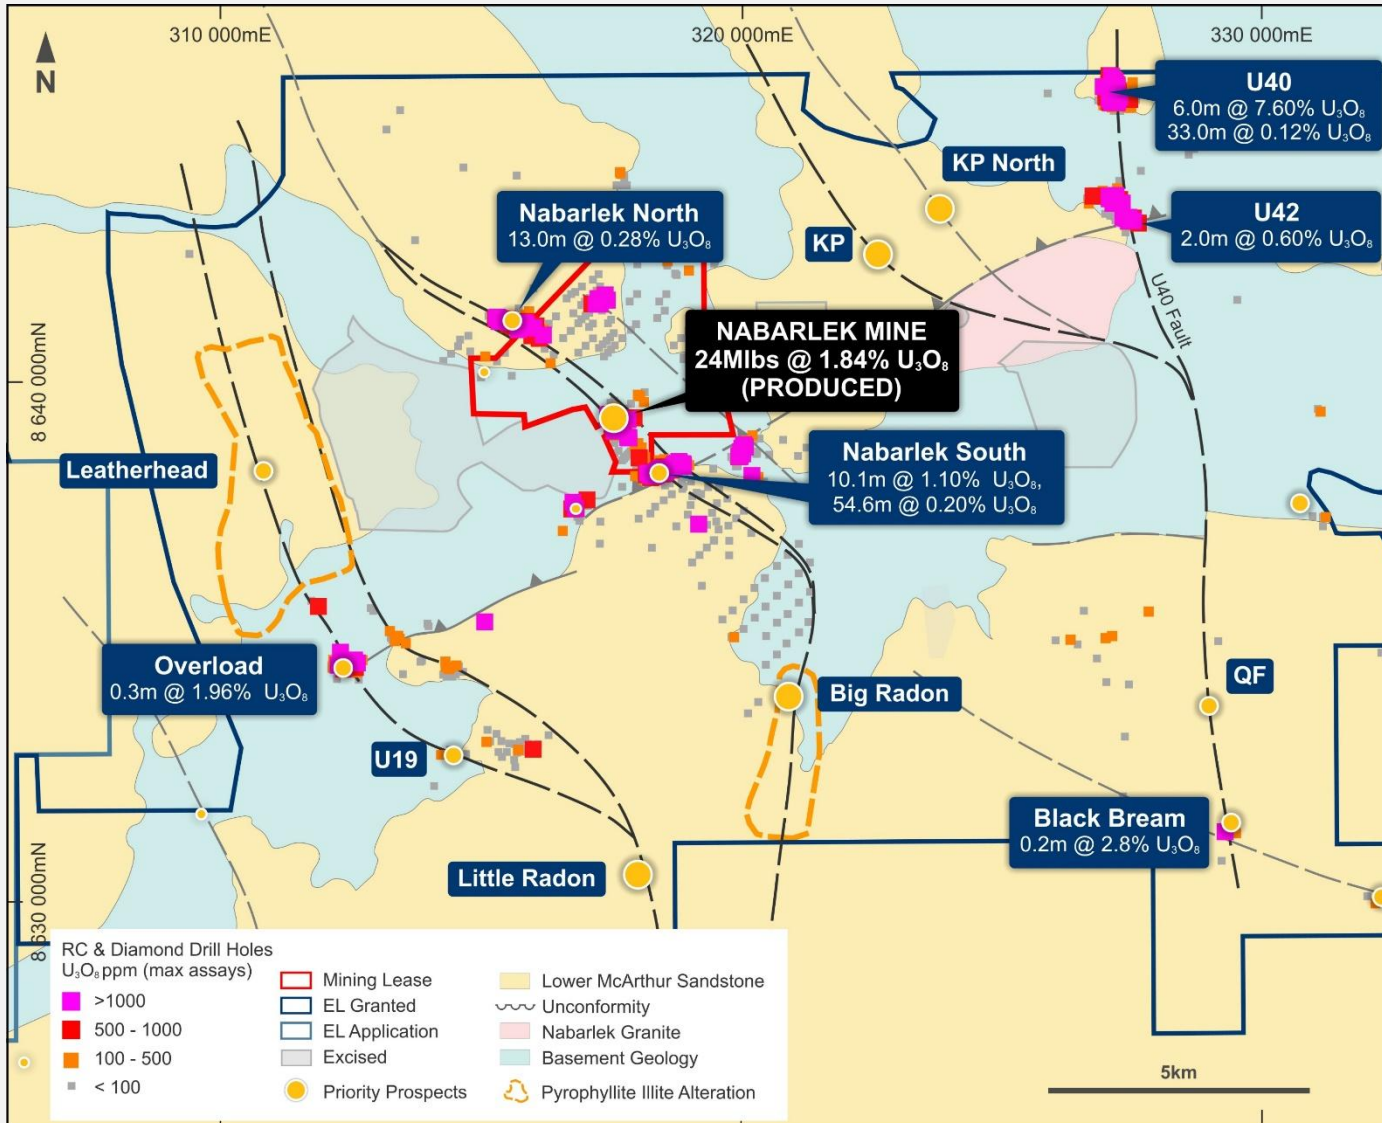 310 000mE
320 000mE
330 000mE
N
U40
6.0m @ 7.60% U₃O₈
33.0m @ 0.12% U₃O₈
KP North
Nabarlek North
13.0m @ 0.28% U₃O₈
U42
2.0m @ 0.60% U₃O₈
KP
U40 Fault
NABARLEK MINE
24Mlbs @ 1.84% U₃O₈
(PRODUCED)
8 640 000mN
Leatherhead
Nabarlek South
10.1m @ 1.10% U₃O₈,
54.6m @ 0.20% U₃O₈
Overload
0.3m @ 1.96% U₃O₈
Big Radon
QF
U19
Black Bream
0.2m @ 2.8% U₃O₈
Little Radon
8 630 000mN
RC & Diamond Drill Holes
U₃O₈ ppm (max assays)
>1000
500 - 1000
100 - 500
< 100
Mining Lease
EL Granted
EL Application
Excised
Priority Prospects
Lower McArthur Sandstone
Unconformity
Nabarlek Granite
Basement Geology
Pyrophyllite Illite Alteration
5km